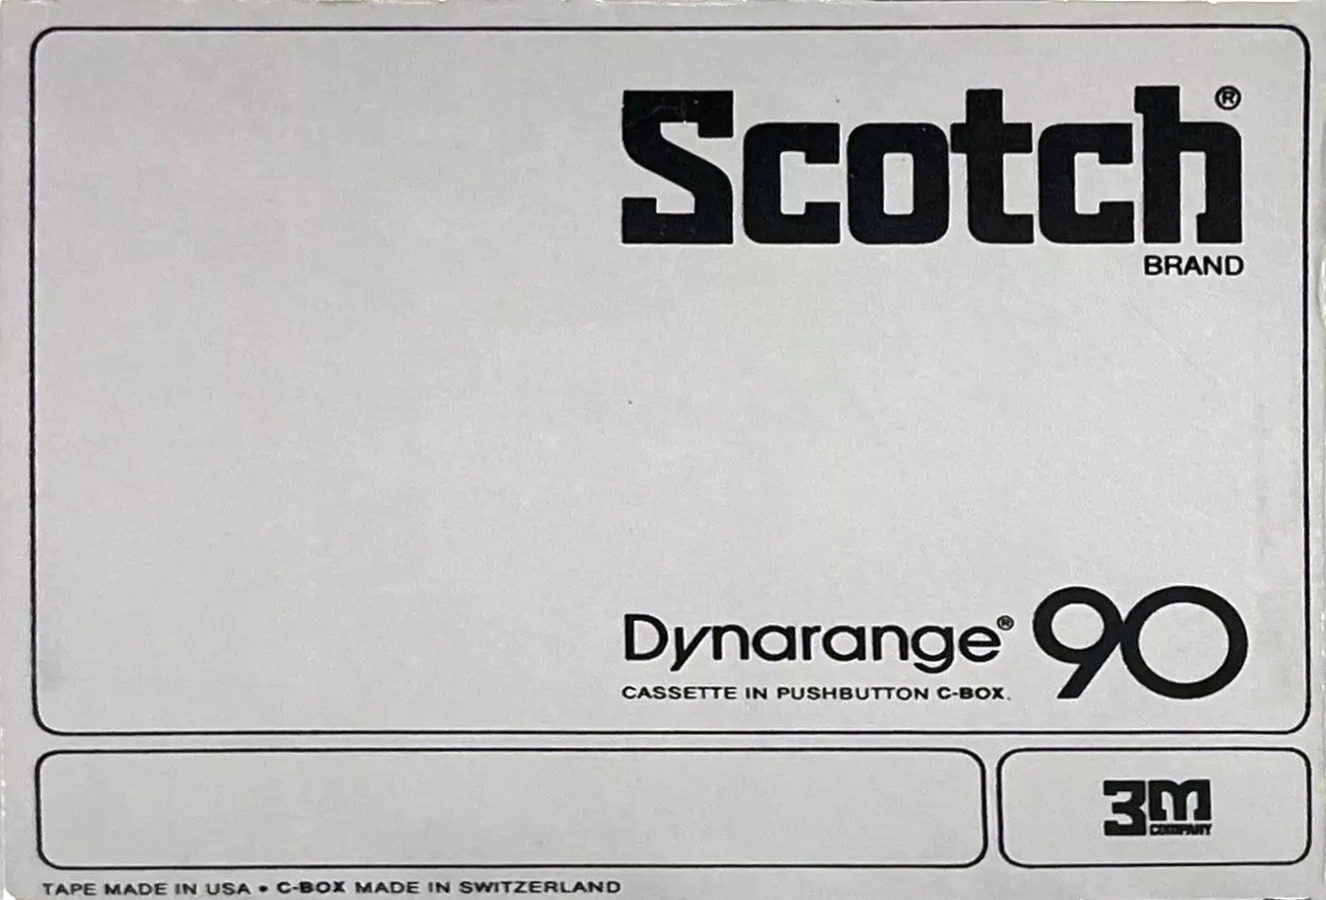 Scotch®
BRAND
Dynarange® 90
CASSETTE IN PUSHBUTTON C-BOX.
3M
COMPANY
TAPE MADE IN USA • C-BOX MADE IN SWITZERLAND